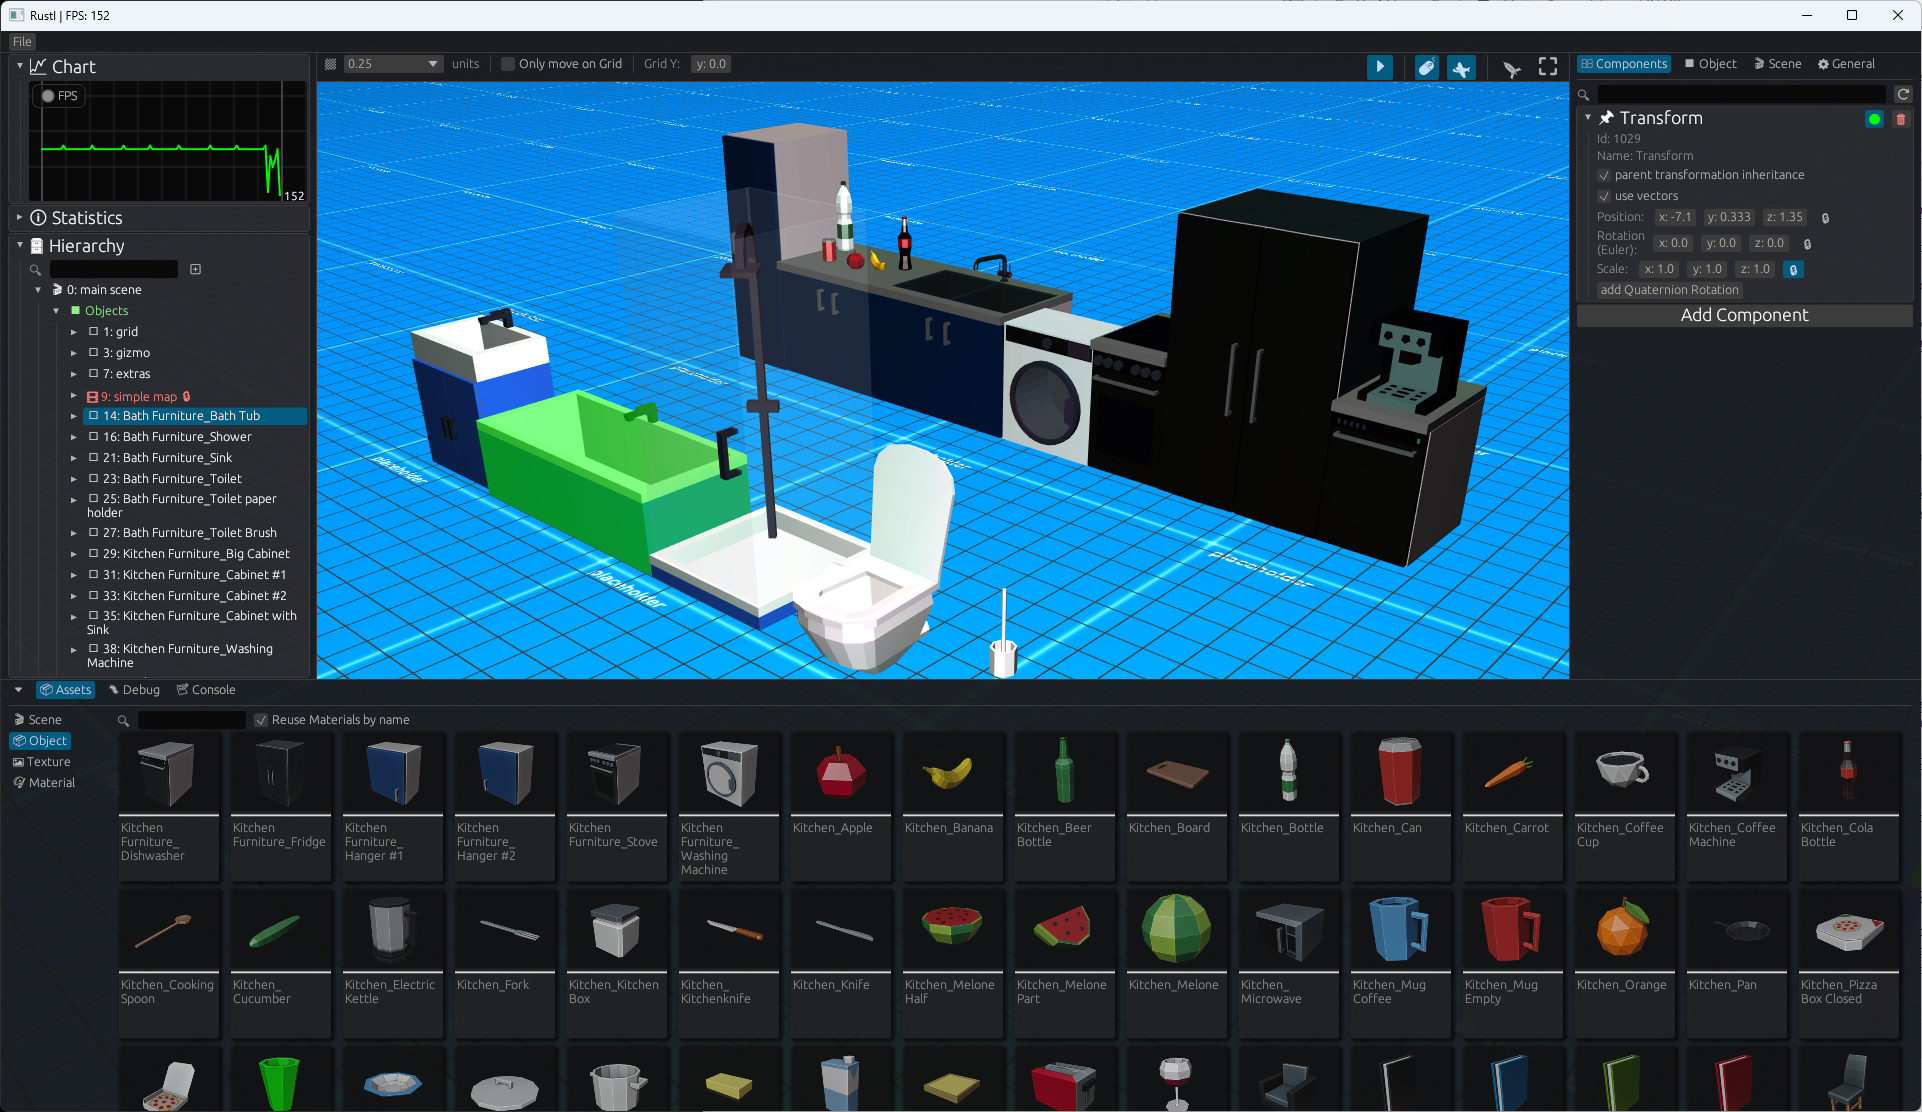 Rustl | FPS: 152
File
Chart
FPS
152
Statistics
Hierarchy
0: main scene
Objects
1: grid
3: gizmo
7: extras
9: simple map
14: Bath Furniture_Bath Tub
16: Bath Furniture_Shower
21: Bath Furniture_Sink
23: Bath Furniture_Toilet
25: Bath Furniture_Toilet paper
holder
27: Bath Furniture_Toilet Brush
29: Kitchen Furniture_Big Cabinet
31: Kitchen Furniture_Cabinet #1
33: Kitchen Furniture_Cabinet #2
35: Kitchen Furniture_Cabinet with
Sink
38: Kitchen Furniture_Washing
Machine
0.25 units Only move on Grid Grid Y: y: 0.0
placeholder
placeholder
Placeholder
Components Object Scene General
Transform
Id: 1029
Name: Transform
parent transformation inheritance
use vectors
Position: x: -7.1 y: 0.333 z: 1.35
Rotation
(Euler): x: 0.0 y: 0.0 z: 0.0
Scale: x: 1.0 y: 1.0 z: 1.0
add Quaternion Rotation
Add Component
Assets Debug Console
Scene
Object
Texture
Material
Reuse Materials by name
Kitchen
Furniture_
Dishwasher
Kitchen
Furniture_Fridge
Kitchen
Furniture_
Hanger #1
Kitchen
Furniture_
Hanger #2
Kitchen
Furniture_Stove
Kitchen
Furniture_
Washing
Machine
Kitchen_Apple
Kitchen_Banana
Kitchen_Beer
Bottle
Kitchen_Board
Kitchen_Bottle
Kitchen_Can
Kitchen_Carrot
Kitchen_Coffee
Cup
Kitchen_Coffee
Machine
Kitchen_Cola
Bottle
Kitchen_Cooking
Spoon
Kitchen_
Cucumber
Kitchen_Electric
Kettle
Kitchen_Fork
Kitchen_Kitchen
Box
Kitchen_
Kitchenknife
Kitchen_Knife
Kitchen_Melone
Half
Kitchen_Melone
Part
Kitchen_Melone
Kitchen_
Microwave
Kitchen_Mug
Coffee
Kitchen_Mug
Empty
Kitchen_Orange
Kitchen_Pan
Kitchen_Pizza
Box Closed